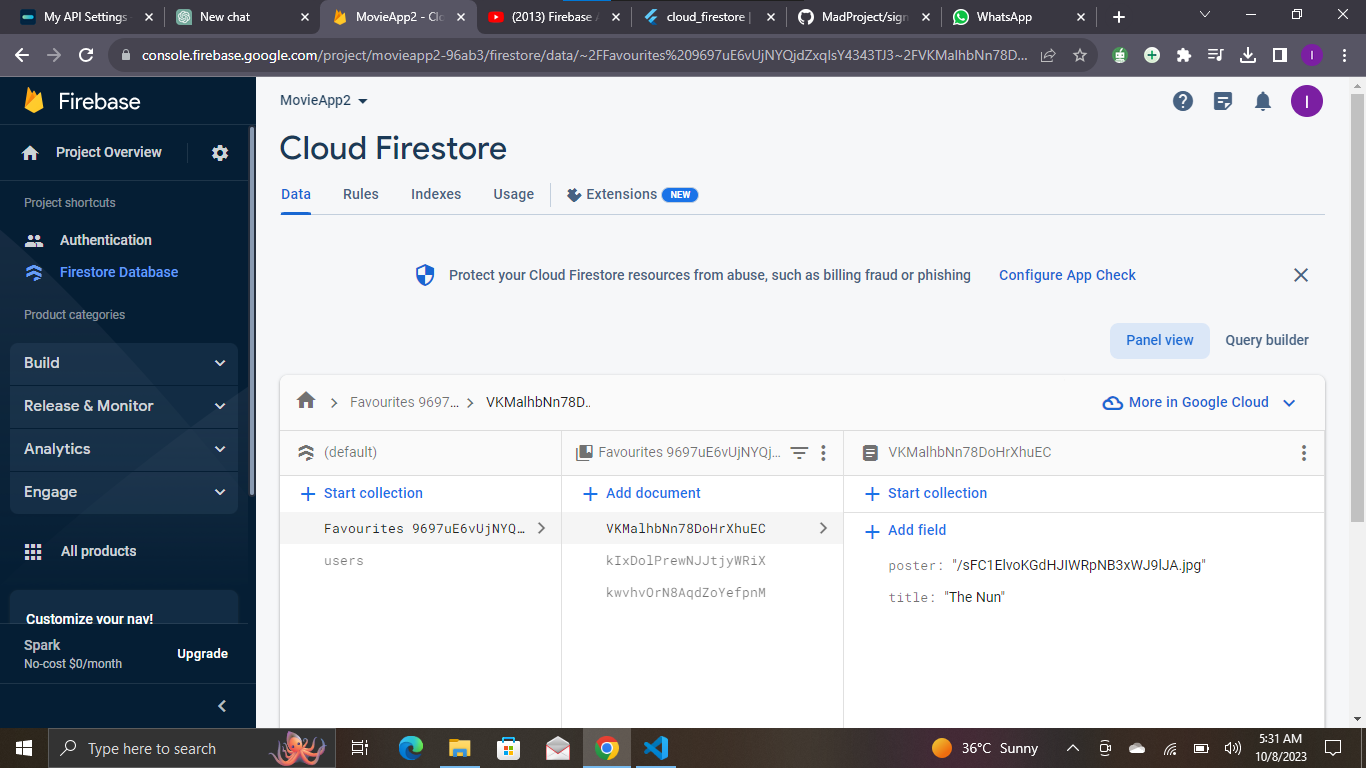 My API Settings
New chat
MovieApp2 - Clo
(2013) Firebase A
cloud_firestore |
MadProject/sign
WhatsApp
console.firebase.google.com/project/movieapp2-96ab3/firestore/data/~2FFavourites%209697uE6vUjNYQjdZxqIsY4343TJ3~2FVKMalhbNn78D...
I
Firebase
Project Overview
Project shortcuts
Authentication
Firestore Database
Product categories
Build
Release & Monitor
Analytics
Engage
All products
Customize your nav!
Spark
No-cost $0/month
Upgrade
MovieApp2
I
Cloud Firestore
Data
Rules
Indexes
Usage
Extensions
NEW
Protect your Cloud Firestore resources from abuse, such as billing fraud or phishing
Configure App Check
Panel view
Query builder
Favourites 9697...
VKMalhbNn78D..
More in Google Cloud
(default)
Start collection
Favourites 9697uE6vUjNYQ…
users
Favourites 9697uE6vUjNYQj...
Add document
VKMalhbNn78DoHrXhuEC
kIxDolPrewNJJtjyWRiX
kwvhvOrN8AqdZoYefpnM
VKMalhbNn78DoHrXhuEC
Start collection
Add field
poster: "/sFC1ElvoKGdHJIWRpNB3xWJ9lJA.jpg"
title: "The Nun"
Type here to search
36°C Sunny
5:31 AM
10/8/2023